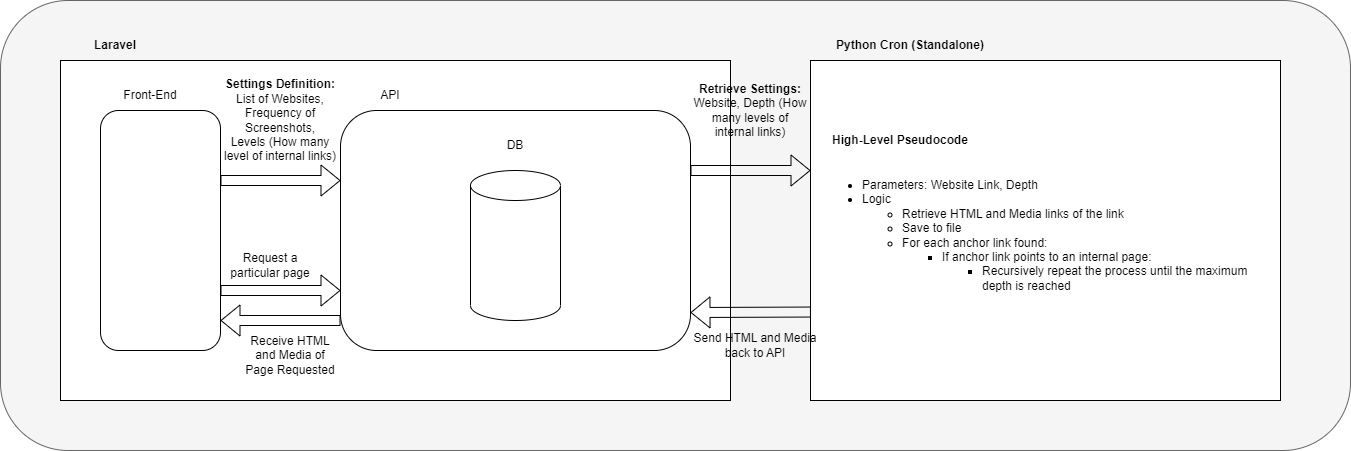 Laravel
Front-End
Settings Definition:
List of Websites,
Frequency of
Screenshots,
Levels (How many
level of internal links)
API
DB
Request a
particular page
Receive HTML
and Media of
Page Requested
Retrieve Settings:
Website, Depth (How
many levels of
internal links)
Send HTML and Media
back to API
Python Cron (Standalone)
High-Level Pseudocode
• Parameters: Website Link, Depth
• Logic
◦ Retrieve HTML and Media links of the link
◦ Save to file
◦ For each anchor link found:
▪ If anchor link points to an internal page:
▪ Recursively repeat the process until the maximum
depth is reached